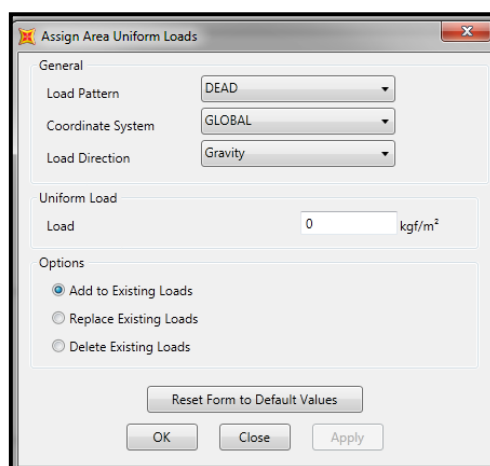 Assign Area Uniform Loads
General
Load Pattern DEAD
Coordinate System GLOBAL
Load Direction Gravity
Uniform Load
Load 0 kgf/m²
Options
Add to Existing Loads
Replace Existing Loads
Delete Existing Loads
Reset Form to Default Values
OK Close Apply